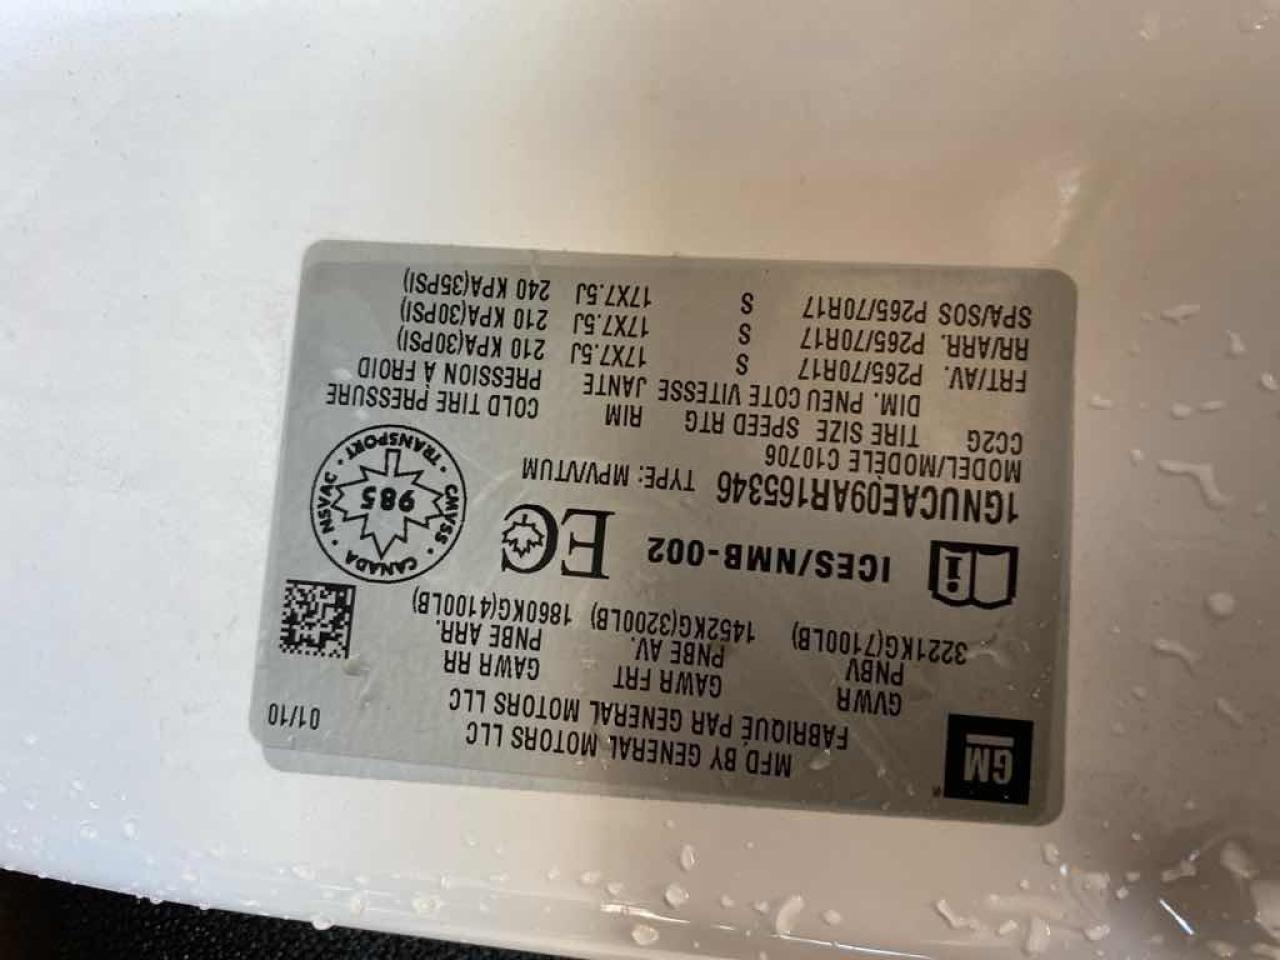 GM
MFD BY GENERAL MOTORS LLC
FABRIQUÉ PAR GENERAL MOTORS LLC
01/10
GVWR GAWR FRT GAWR RR
PNBV PNBE AV. PNBE ARR.
3221KG(7100LB) 1452KG(3200LB) 1860KG(4100LB)
i ICES/NMB-002 EC
CANADA · CMVSS · TRANSPORT · NSVAC ·
985
1GNUCAE09AR165346 TYPE: MPV/VTUM
MODEL/MODÈLE C10706
CC2G TIRE SIZE SPEED RTG RIM COLD TIRE PRESSURE
DIM. PNEU COTE VITESSE JANTE PRESSION À FROID
FRT/AV. P265/70R17 S 17X7.5J 210 KPA(30PSI)
RR/ARR. P265/70R17 S 17X7.5J 210 KPA(30PSI)
SPA/SOS P265/70R17 S 17X7.5J 240 KPA(35PSI)